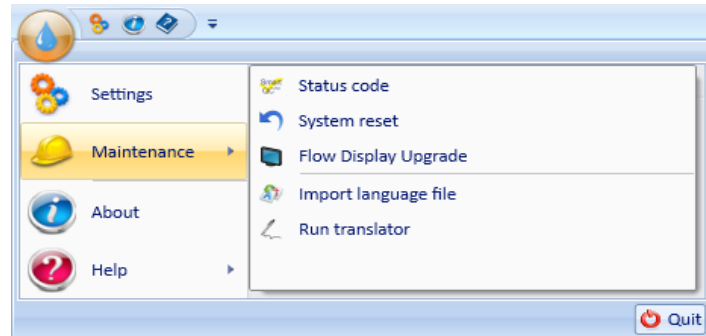 Settings
Maintenance
About
Help
Status code
System reset
Flow Display Upgrade
Import language file
Run translator
Quit